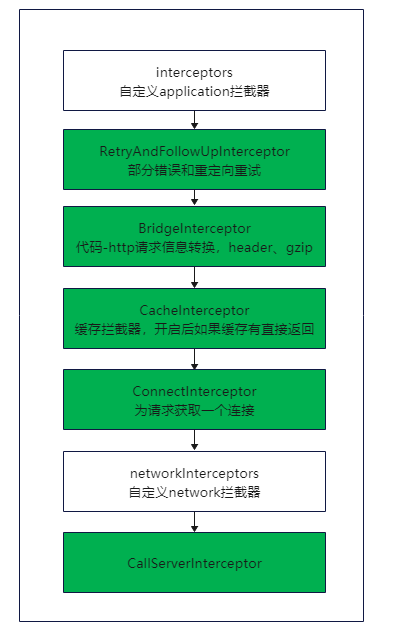 interceptors
自定义application拦截器
RetryAndFollowUpInterceptor
部分错误和重定向重试
BridgeInterceptor
代码-http请求信息转换，header、gzip
CacheInterceptor
缓存拦截器，开启后如果缓存有直接返回
ConnectInterceptor
为请求获取一个连接
networkInterceptors
自定义network拦截器
CallServerInterceptor